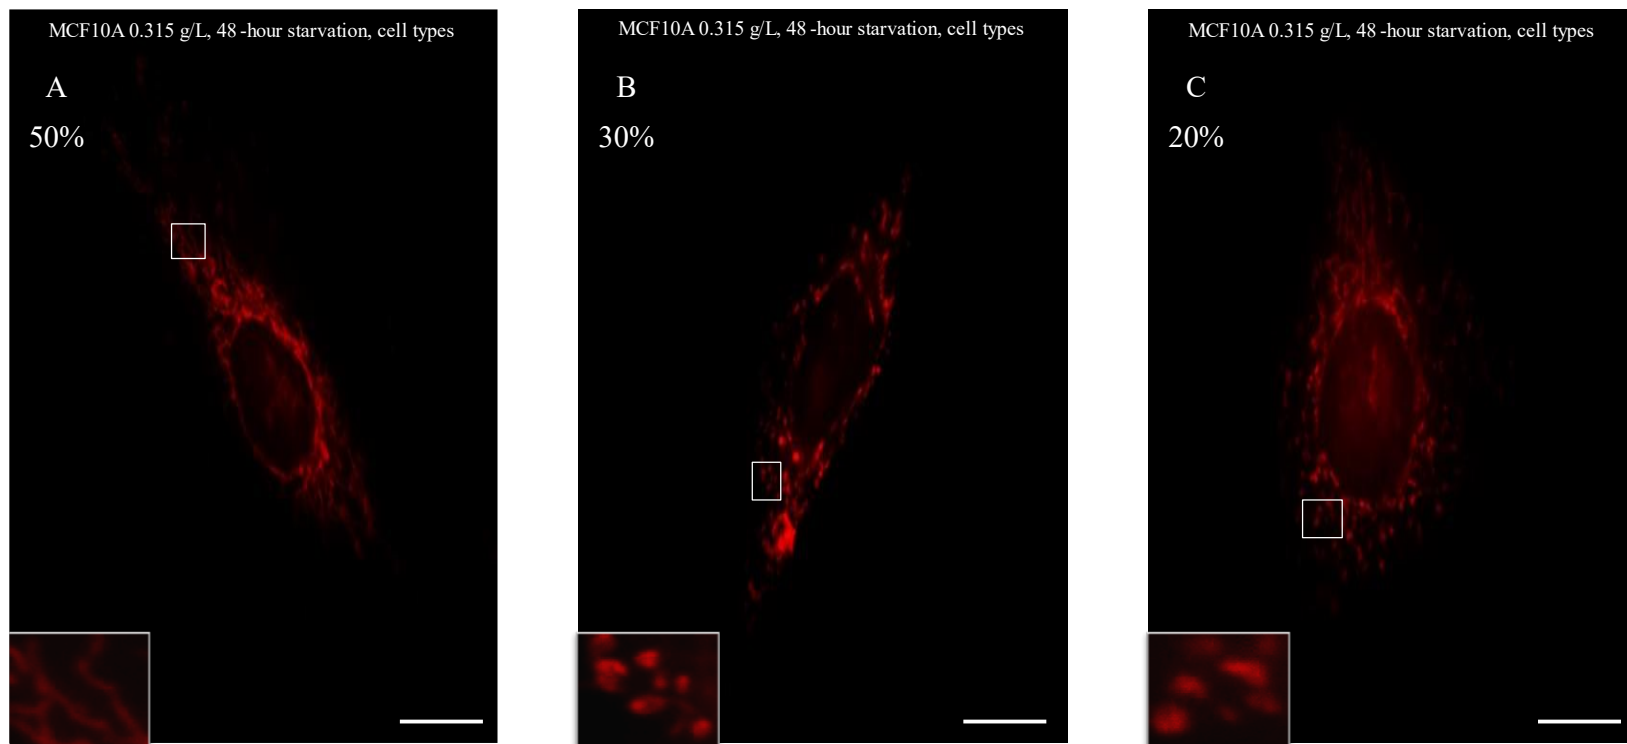 MCF10A 0.315 g/L, 48-hour starvation, cell types
A
50%
MCF10A 0.315 g/L, 48-hour starvation, cell types
B
30%
MCF10A 0.315 g/L, 48-hour starvation, cell types
C
20%